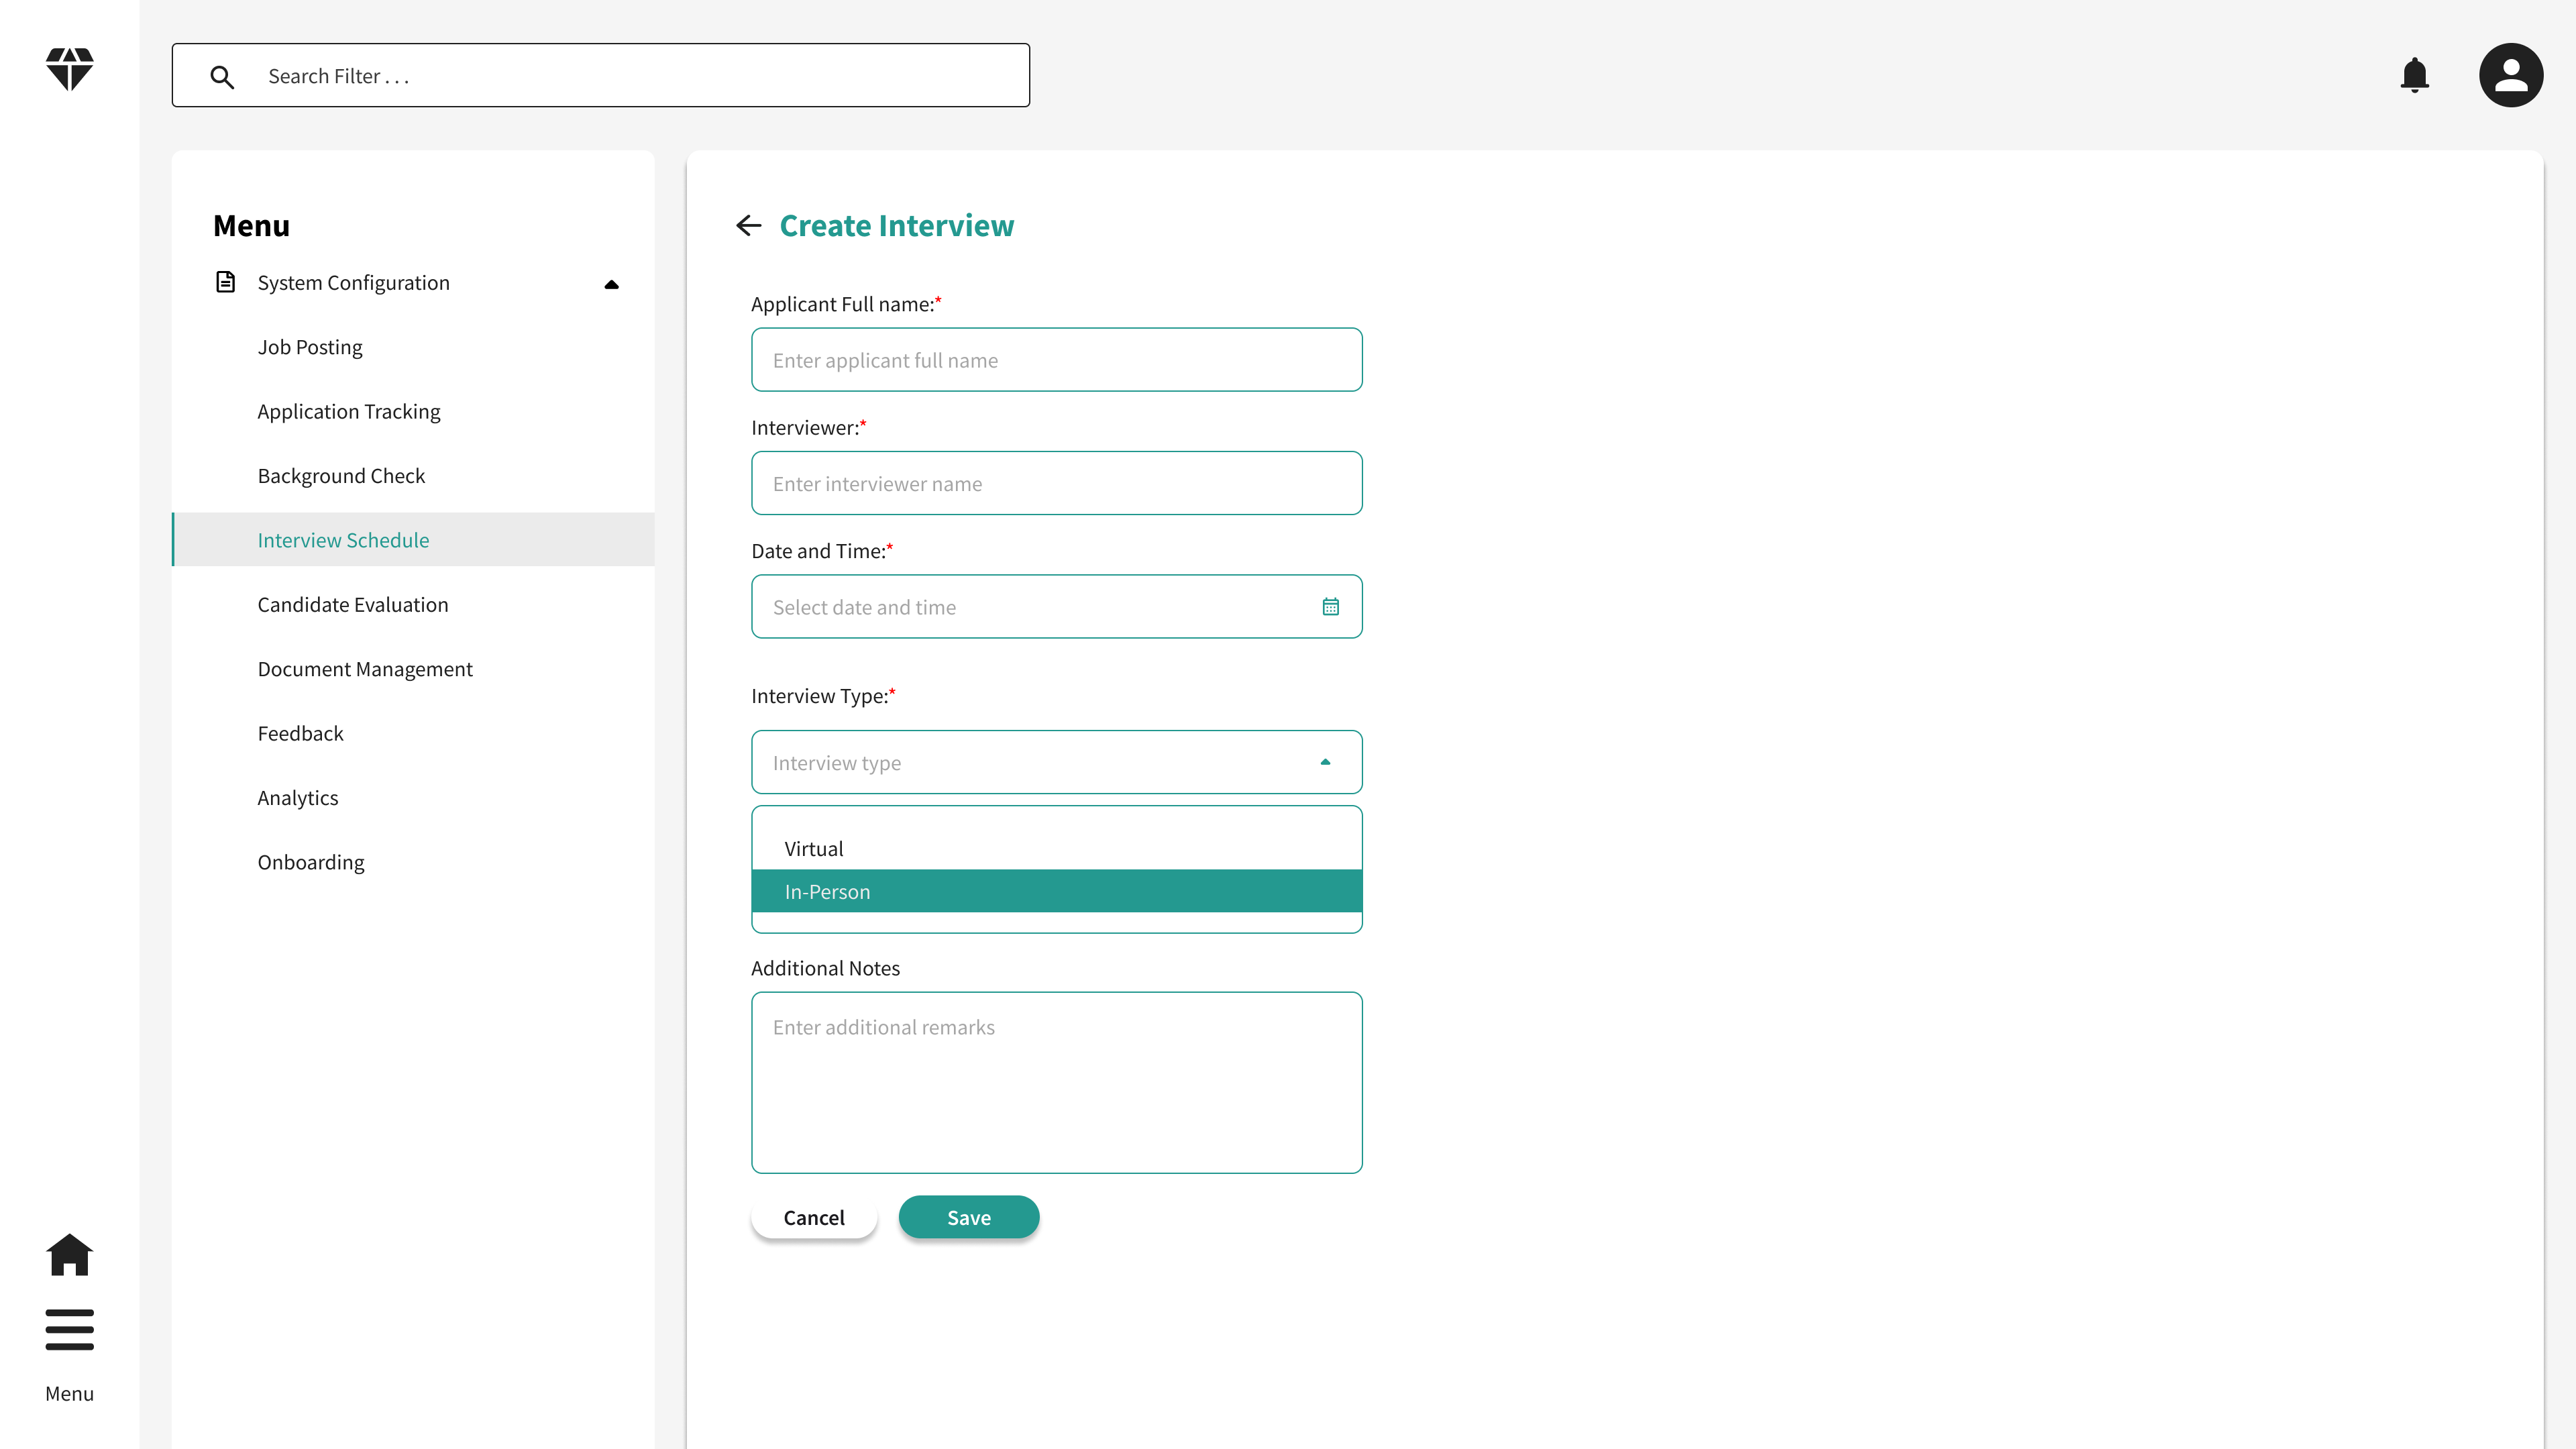 Search Filter . . .
Menu
System Configuration
Job Posting
Application Tracking
Background Check
Interview Schedule
Candidate Evaluation
Document Management
Feedback
Analytics
Onboarding
Menu
Create Interview
Applicant Full name:*
Enter applicant full name
Interviewer:*
Enter interviewer name
Date and Time:*
Select date and time
Interview Type:*
Interview type
Virtual
In-Person
Additional Notes
Enter additional remarks
Cancel
Save